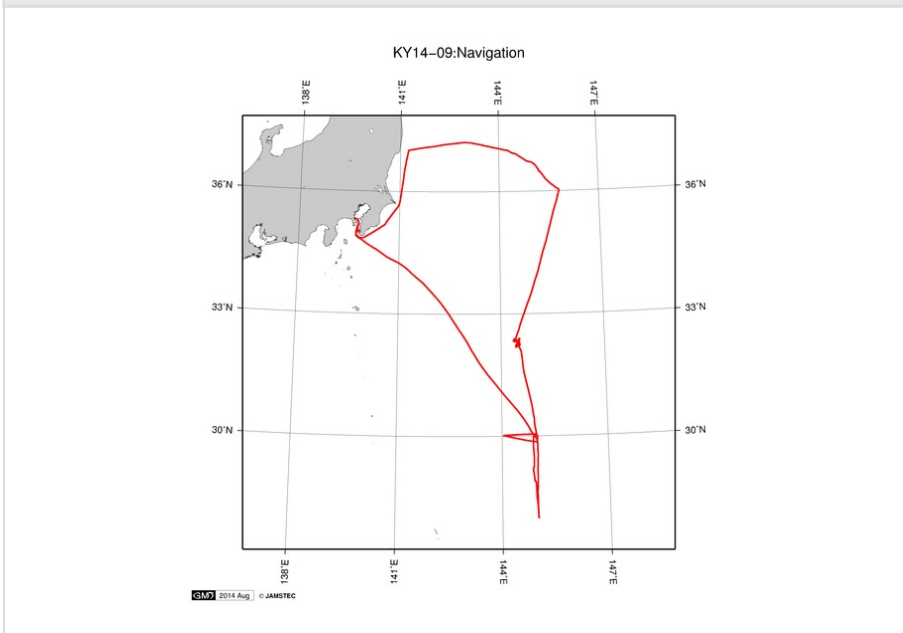 KY14−09:Navigation
138˚E 141˚E 144˚E 147˚E
36˚N 36˚N
33˚N 33˚N
30˚N 30˚N
138˚E 141˚E 144˚E 147˚E
GMT 2014 Aug © JAMSTEC